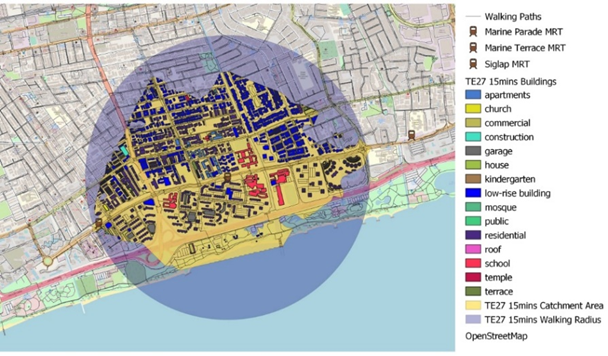 Walking Paths
Marine Parade MRT
Marine Terrace MRT
Siglap MRT
TE27 15mins Buildings
apartments
church
commercial
construction
garage
house
kindergarten
low-rise building
mosque
public
residential
roof
school
temple
terrace
TE27 15mins Catchment Area
TE27 15mins Walking Radius
OpenStreetMap